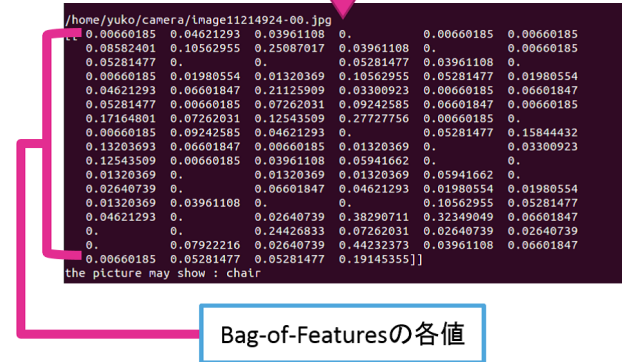 /home/yuko/camera/image11214924-00.jpg
[[ 0.00660185 0.04621293 0.03961108 0. 0.00660185 0.00660185
0.08582401 0.10562955 0.25087017 0.03961108 0. 0.00660185
0.05281477 0. 0. 0.05281477 0.03961108 0.
0.00660185 0.01980554 0.01320369 0.10562955 0.05281477 0.01980554
0.04621293 0.06601847 0.21125909 0.03300923 0.00660185 0.06601847
0.05281477 0.00660185 0.07262031 0.09242585 0.06601847 0.00660185
0.17164801 0.07262031 0.12543509 0.27727756 0.00660185 0.
0.00660185 0.09242585 0.04621293 0. 0.05281477 0.15844432
0.13203693 0.06601847 0.00660185 0.01320369 0. 0.03300923
0.12543509 0.00660185 0.03961108 0.05941662 0. 0.
0.01320369 0. 0.01320369 0.01320369 0.05941662 0.
0.02640739 0. 0.06601847 0.04621293 0.01980554 0.01980554
0.01320369 0.03961108 0. 0. 0.10562955 0.05281477
0.04621293 0. 0.02640739 0.38290711 0.32349049 0.06601847
0. 0. 0.24426833 0.07262031 0.02640739 0.02640739
0. 0.07922216 0.02640739 0.44232373 0.03961108 0.06601847
0.00660185 0.05281477 0.05281477 0.19145355]]
the picture may show : chair
Bag-of-Featuresの各値